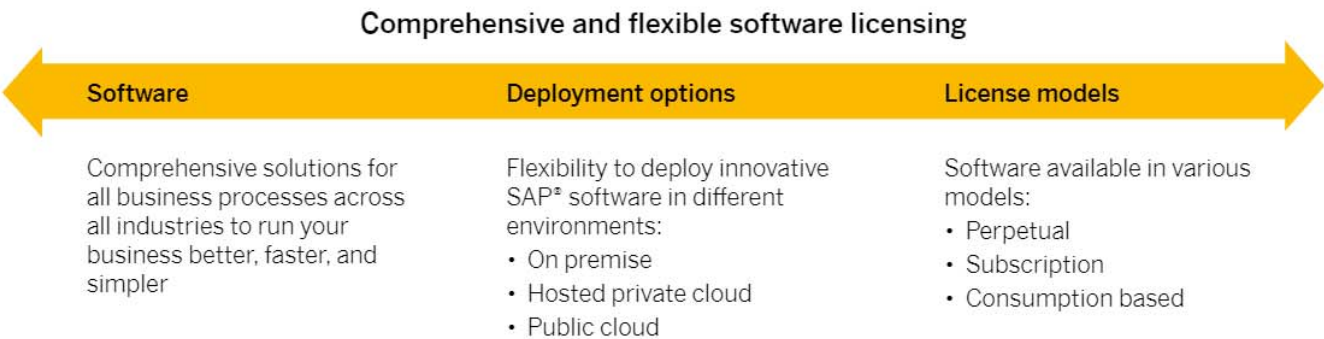 Comprehensive and flexible software licensing
Software
Comprehensive solutions for
all business processes across
all industries to run your
business better, faster, and
simpler
Deployment options
Flexibility to deploy innovative
SAP® software in different
environments:
• On premise
• Hosted private cloud
• Public cloud
License models
Software available in various
models:
• Perpetual
• Subscription
• Consumption based